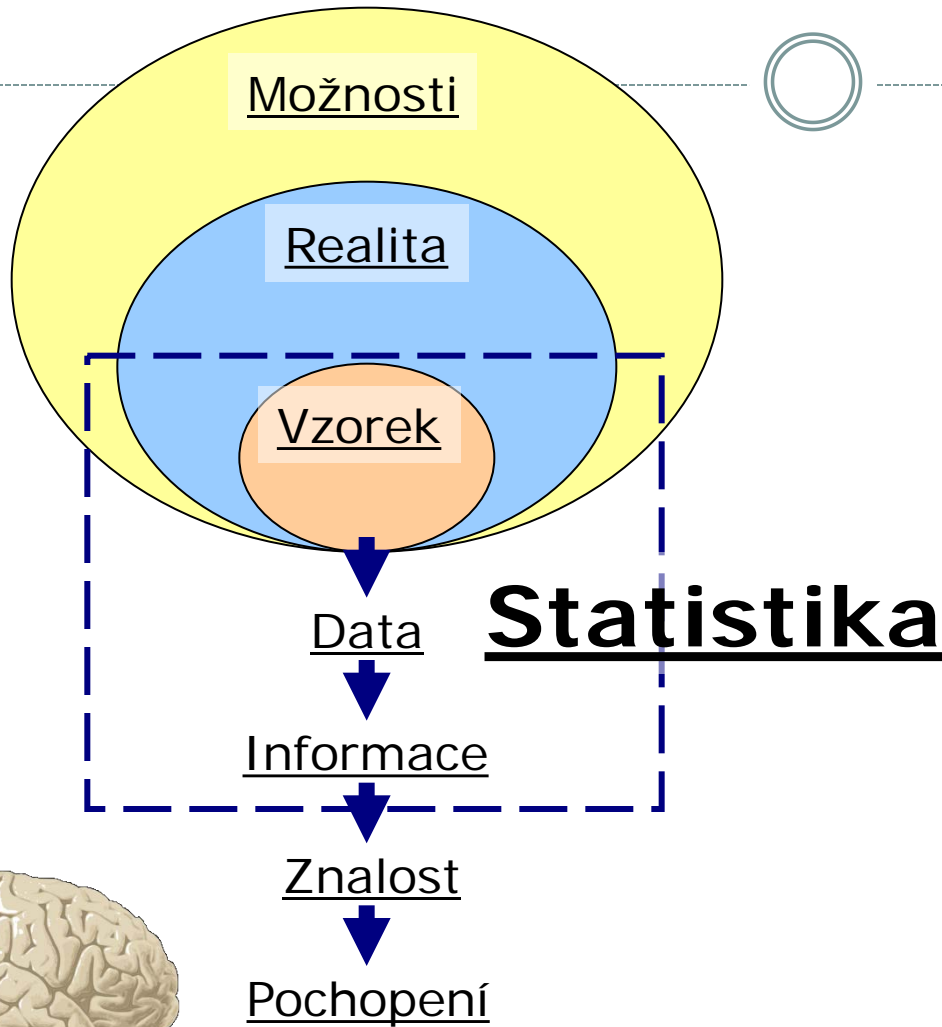 Možnosti
Realita
Vzorek
Data
Statistika
Informace
Znalost
Pochopení